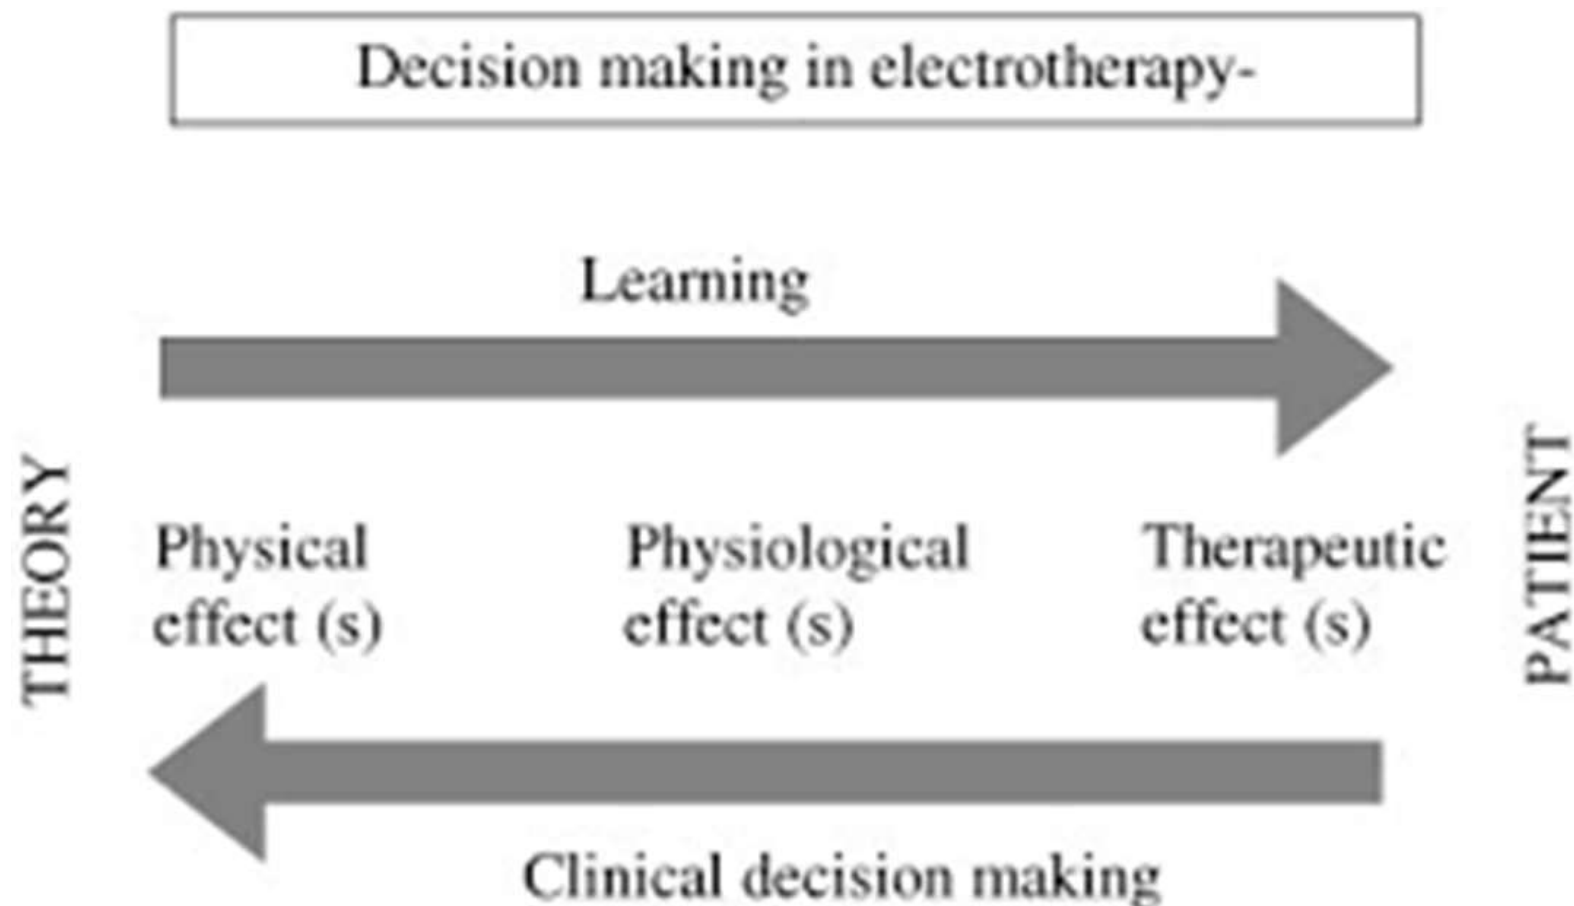 Decision making in electrotherapy-
Learning
THEORY
Physical
effect (s)
Physiological
effect (s)
Therapeutic
effect (s)
PATIENT
Clinical decision making